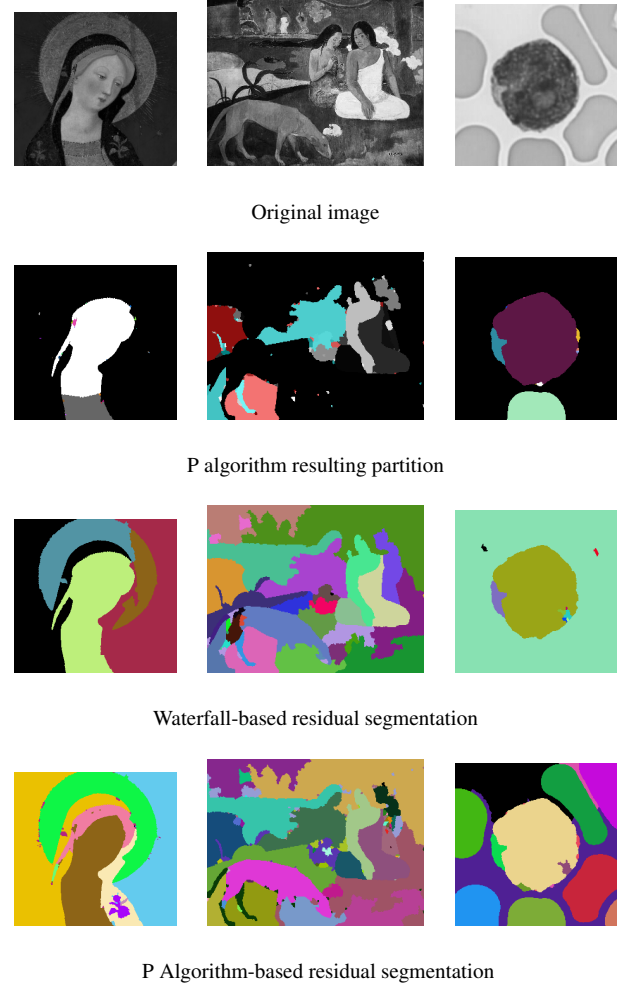 Original image
P algorithm resulting partition
Waterfall-based residual segmentation
P Algorithm-based residual segmentation